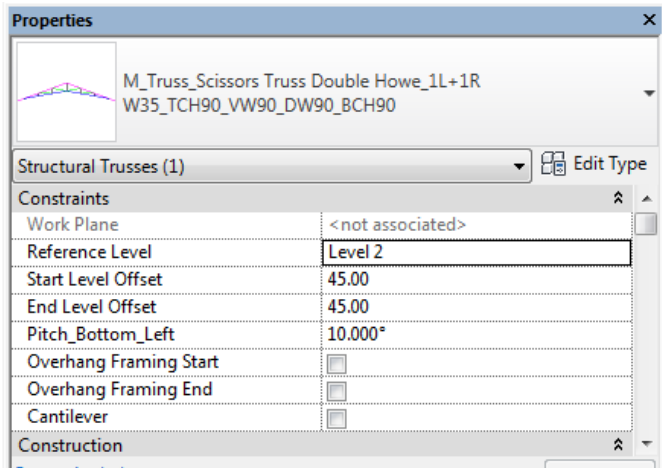 Properties
M_Truss_Scissors Truss Double Howe_1L+1R
W35_TCH90_VW90_DW90_BCH90
Structural Trusses (1) Edit Type
Constraints
Work Plane <not associated>
Reference Level Level 2
Start Level Offset 45.00
End Level Offset 45.00
Pitch_Bottom_Left 10.000°
Overhang Framing Start
Overhang Framing End
Cantilever
Construction